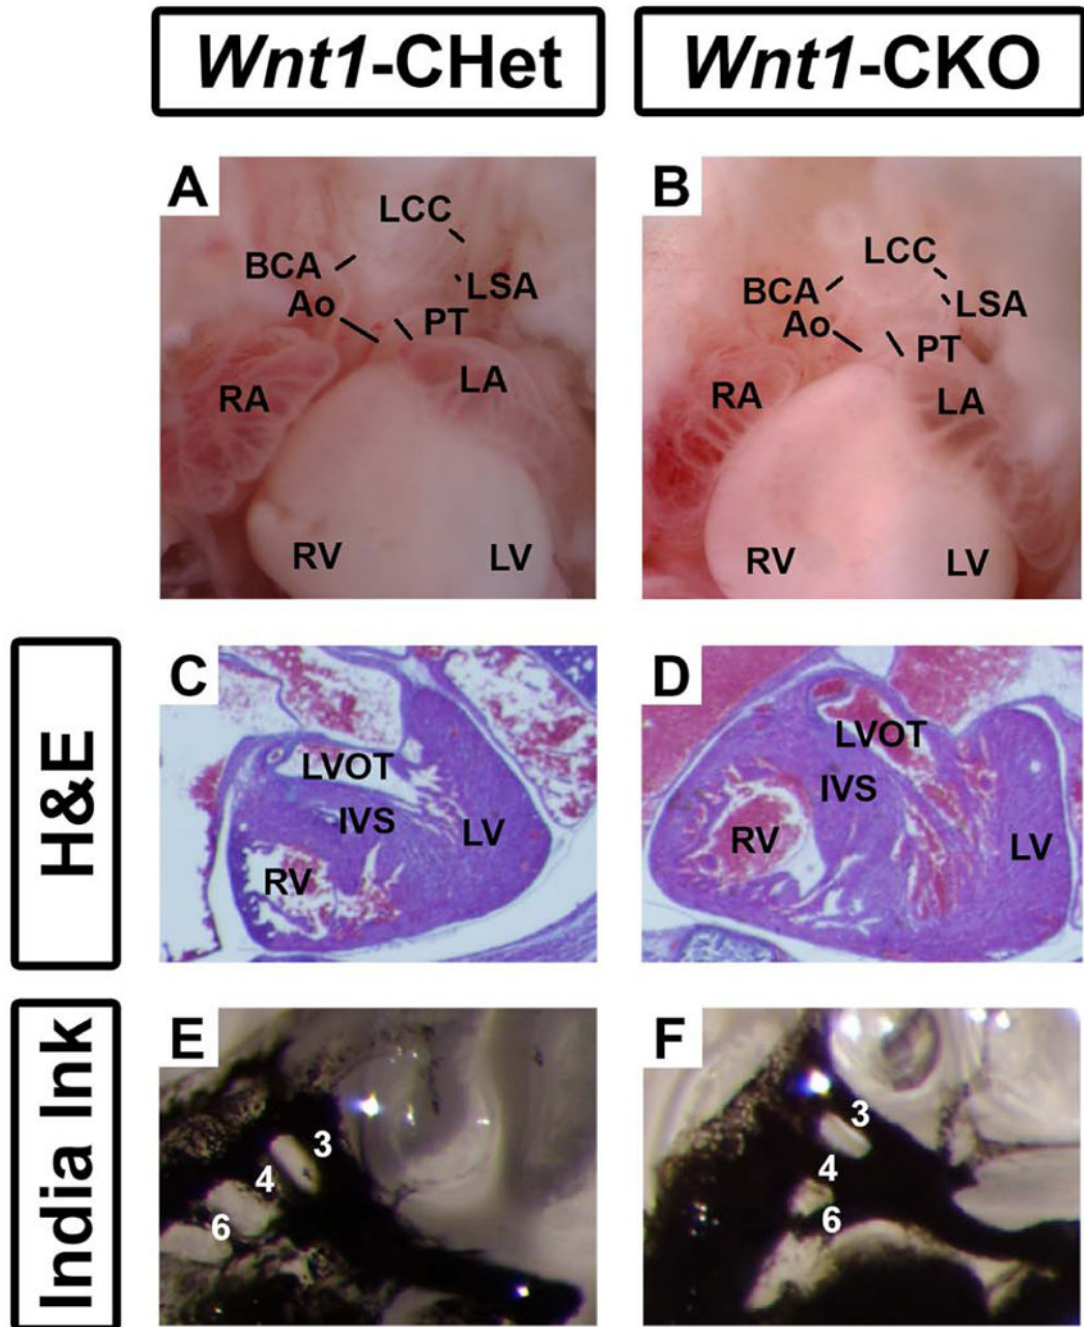 Wnt1-CHet
Wnt1-CKO
A
LCC
BCA
LSA
Ao
PT
RA
LA
RV
LV
B
LCC
BCA
LSA
Ao
PT
RA
LA
RV
LV
H&E
C
LVOT
IVS
LV
RV
D
LVOT
IVS
RV
LV
India Ink
E
3
4
6
F
3
4
6